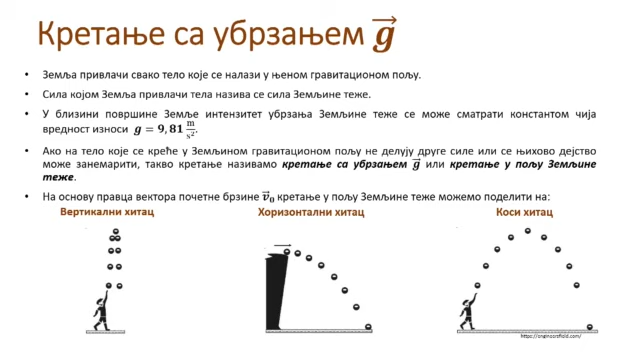 Кретање са убрзањем g⃗
• Земља привлачи свако тело које се налази у њеном гравитационом пољу.
• Сила којом Земља привлачи тела назива се сила Земљине теже.
• У близини површине Земље интензитет убрзања Земљине теже се може сматрати константом чија
вредност износи g = 9,81 m/s².
• Ако на тело које се креће у Земљином гравитационом пољу не делују друге силе или се њихово дејство
може занемарити, такво кретање називамо кретање са убрзањем g⃗ или кретање у пољу Земљине
теже.
• На основу правца вектора почетне брзине v⃗₀ кретање у пољу Земљине теже можемо поделити на:
Вертикални хитац Хоризонтални хитац Коси хитац